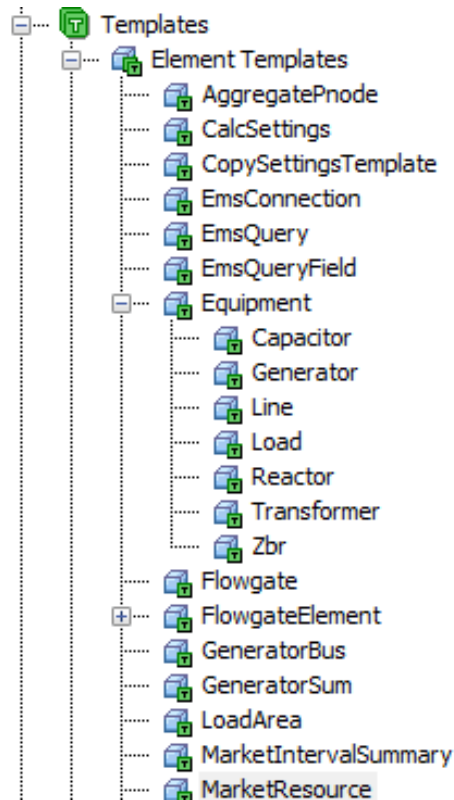 Templates
Element Templates
AggregatePnode
CalcSettings
CopySettingsTemplate
EmsConnection
EmsQuery
EmsQueryField
Equipment
Capacitor
Generator
Line
Load
Reactor
Transformer
Zbr
Flowgate
FlowgateElement
GeneratorBus
GeneratorSum
LoadArea
MarketIntervalSummary
MarketResource